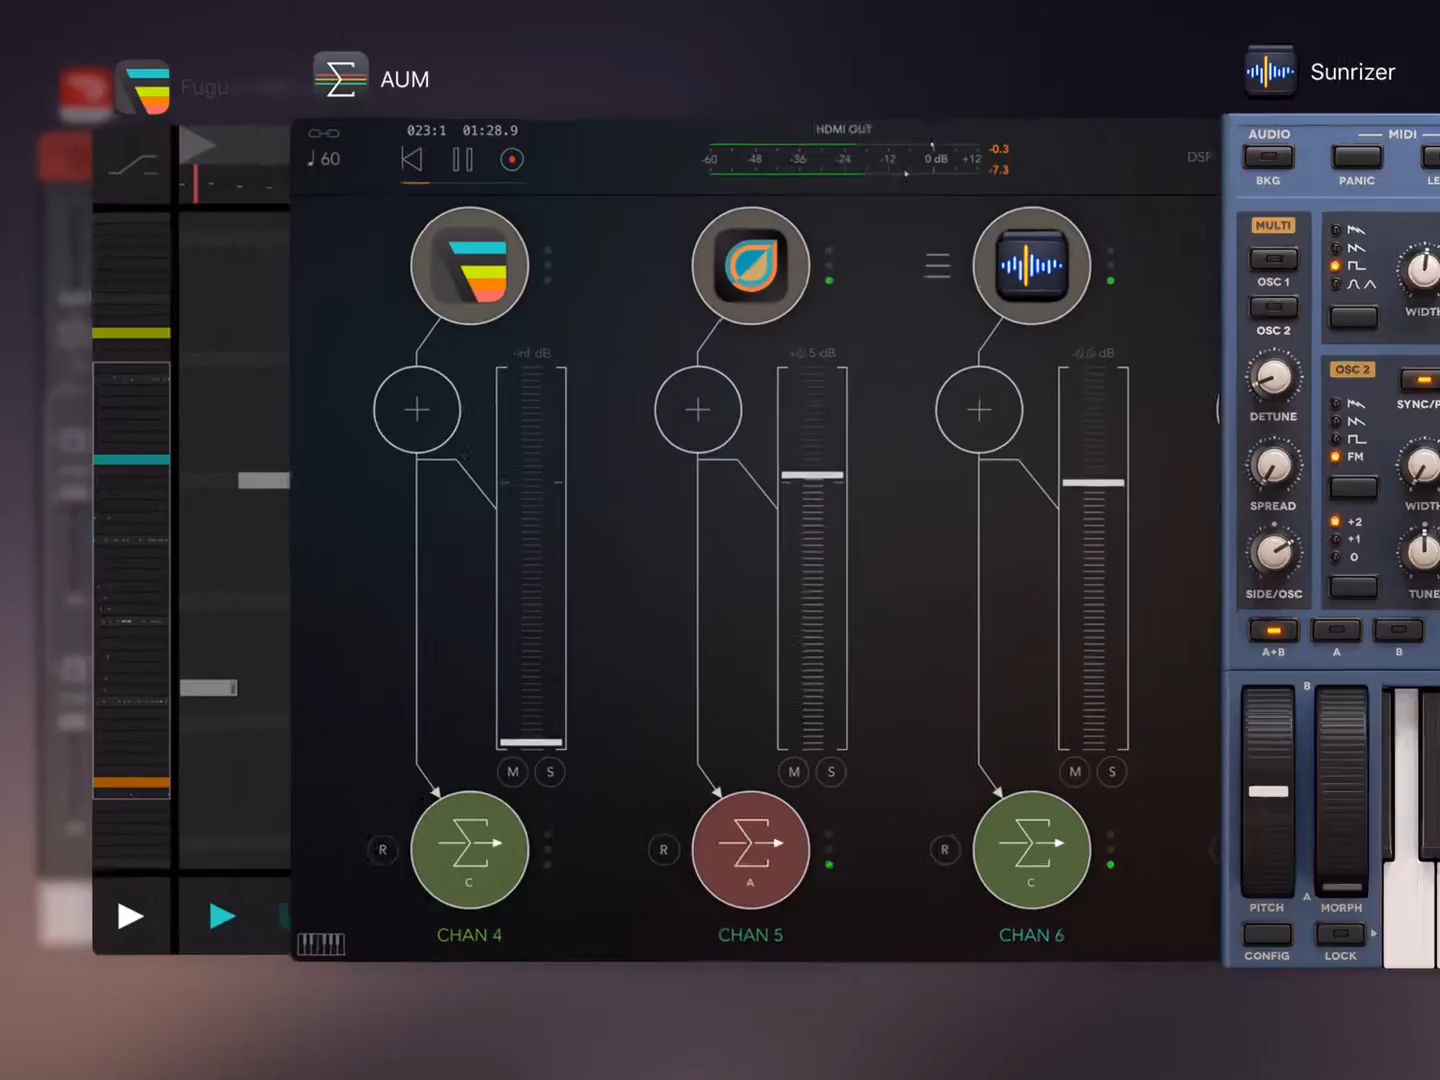 Fugu
AUM
Sunrizer
023:1 01:28.9
60
HDMI OUT
-60 -48 -36 -24 -12 0 dB +12
-0.3
-7.3
DSP
-inf dB
M S
R
C
CHAN 4
M S
R
A
CHAN 5
M S
R
C
CHAN 6
AUDIO
MIDI
BKG
PANIC
MULTI
OSC 1
OSC 2
DETUNE
SPREAD
SIDE/OSC
WIDTH
OSC 2
FM
WIDTH
+2
+1
0
TUNE
A+B
A
B
B
A
PITCH
MORPH
CONFIG
LOCK